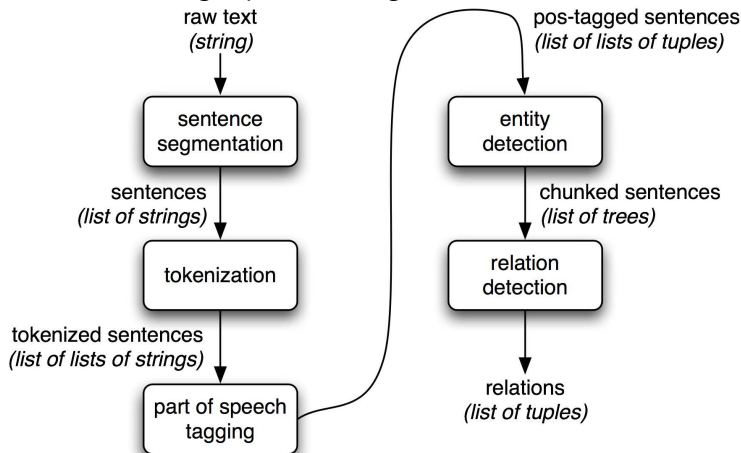 raw text
(string)
sentence
segmentation
sentences
(list of strings)
tokenization
tokenized sentences
(list of lists of strings)
part of speech
tagging
pos-tagged sentences
(list of lists of tuples)
entity
detection
chunked sentences
(list of trees)
relation
detection
relations
(list of tuples)